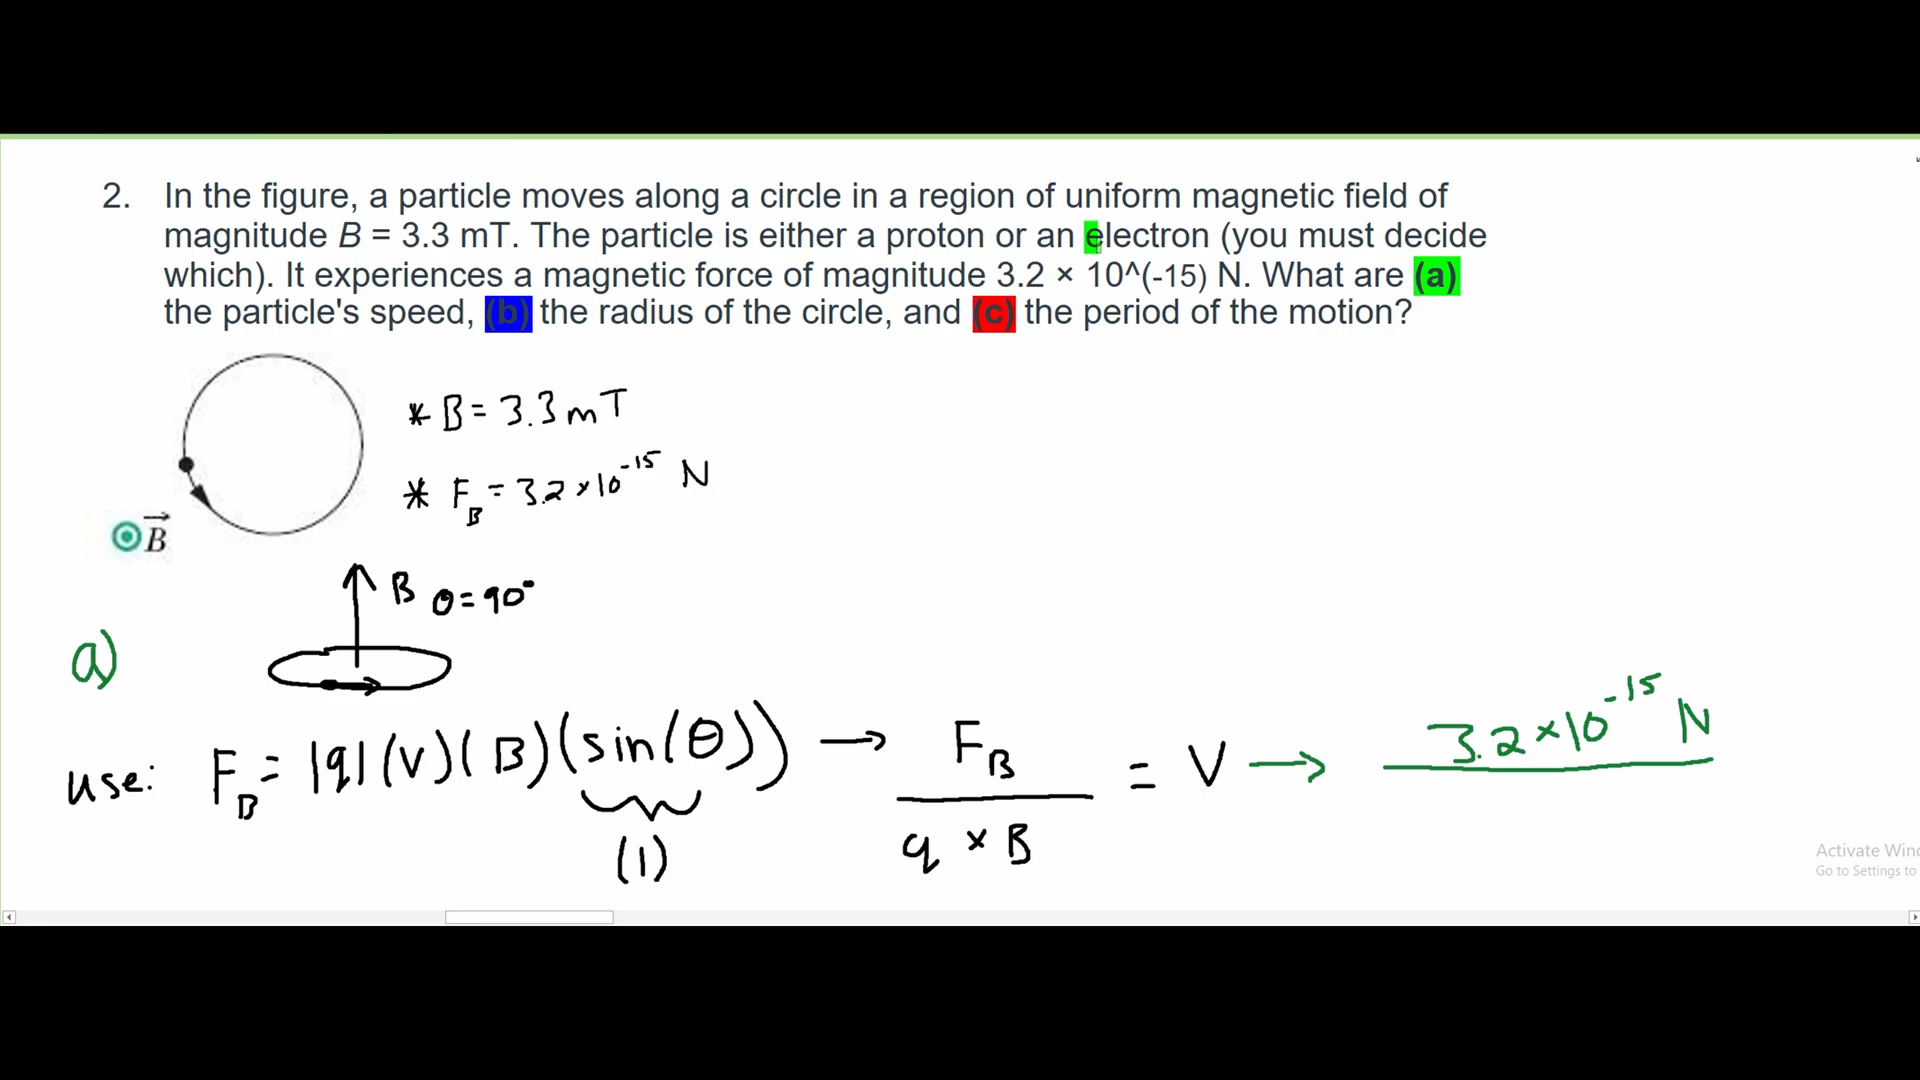 2. In the figure, a particle moves along a circle in a region of uniform magnetic field of
magnitude B = 3.3 mT. The particle is either a proton or an electron (you must decide
which). It experiences a magnetic force of magnitude 3.2 × 10^(-15) N. What are (a)
the particle's speed, (b) the radius of the circle, and (c) the period of the motion?
* B = 3.3 mT
* F_B = 3.2 × 10^-15 N
B⃗
B θ = 90°
a)
use: F_B = |q| (V)(B)(sin(θ)) → F_B / q × B = V → 3.2 × 10^-15 N
(1)
Activate Wind
Go to Settings to